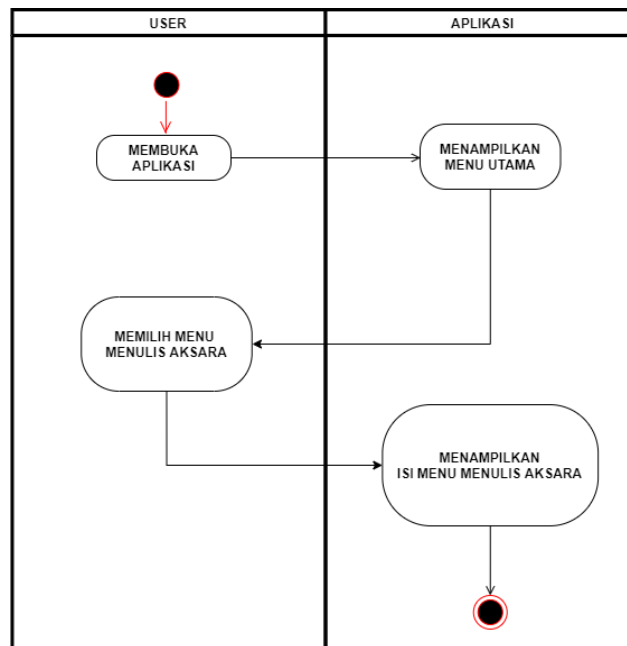 USER
APLIKASI
MEMBUKA
APLIKASI
MENAMPILKAN
MENU UTAMA
MEMILIH MENU
MENULIS AKSARA
MENAMPILKAN
ISI MENU MENULIS AKSARA